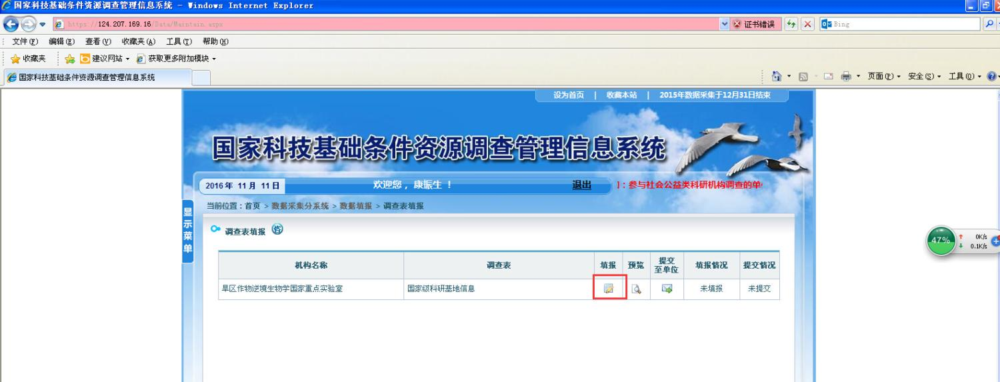 国家科技基础条件资源调查管理信息系统 - Windows Internet Explorer
https://124.207.169.16/Data/Maintain.aspx 证书错误 Bing
文件(F) 编辑(E) 查看(V) 收藏夹(A) 工具(T) 帮助(H)
收藏夹 建议网站 获取更多附加模块
国家科技基础条件资源调查管理信息系统 页面(P) 安全(S) 工具(O)
设为首页 | 收藏本站 | 2015年数据采集于12月31日结束
国家科技基础条件资源调查管理信息系统
2016 年 11 月 11 日 欢迎您，康振生 ！ 退出 ：参与社会公益类科研机构调查的单
当前位置：首页 > 数据采集分系统 > 数据填报 > 调查表填报
显示菜单
调查表填报
47% 0K/s
0.1K/s
机构名称 调查表 填报 预览 提交至单位 填报情况 提交情况
旱区作物逆境生物学国家重点实验室 国家级科研基地信息 未填报 未提交